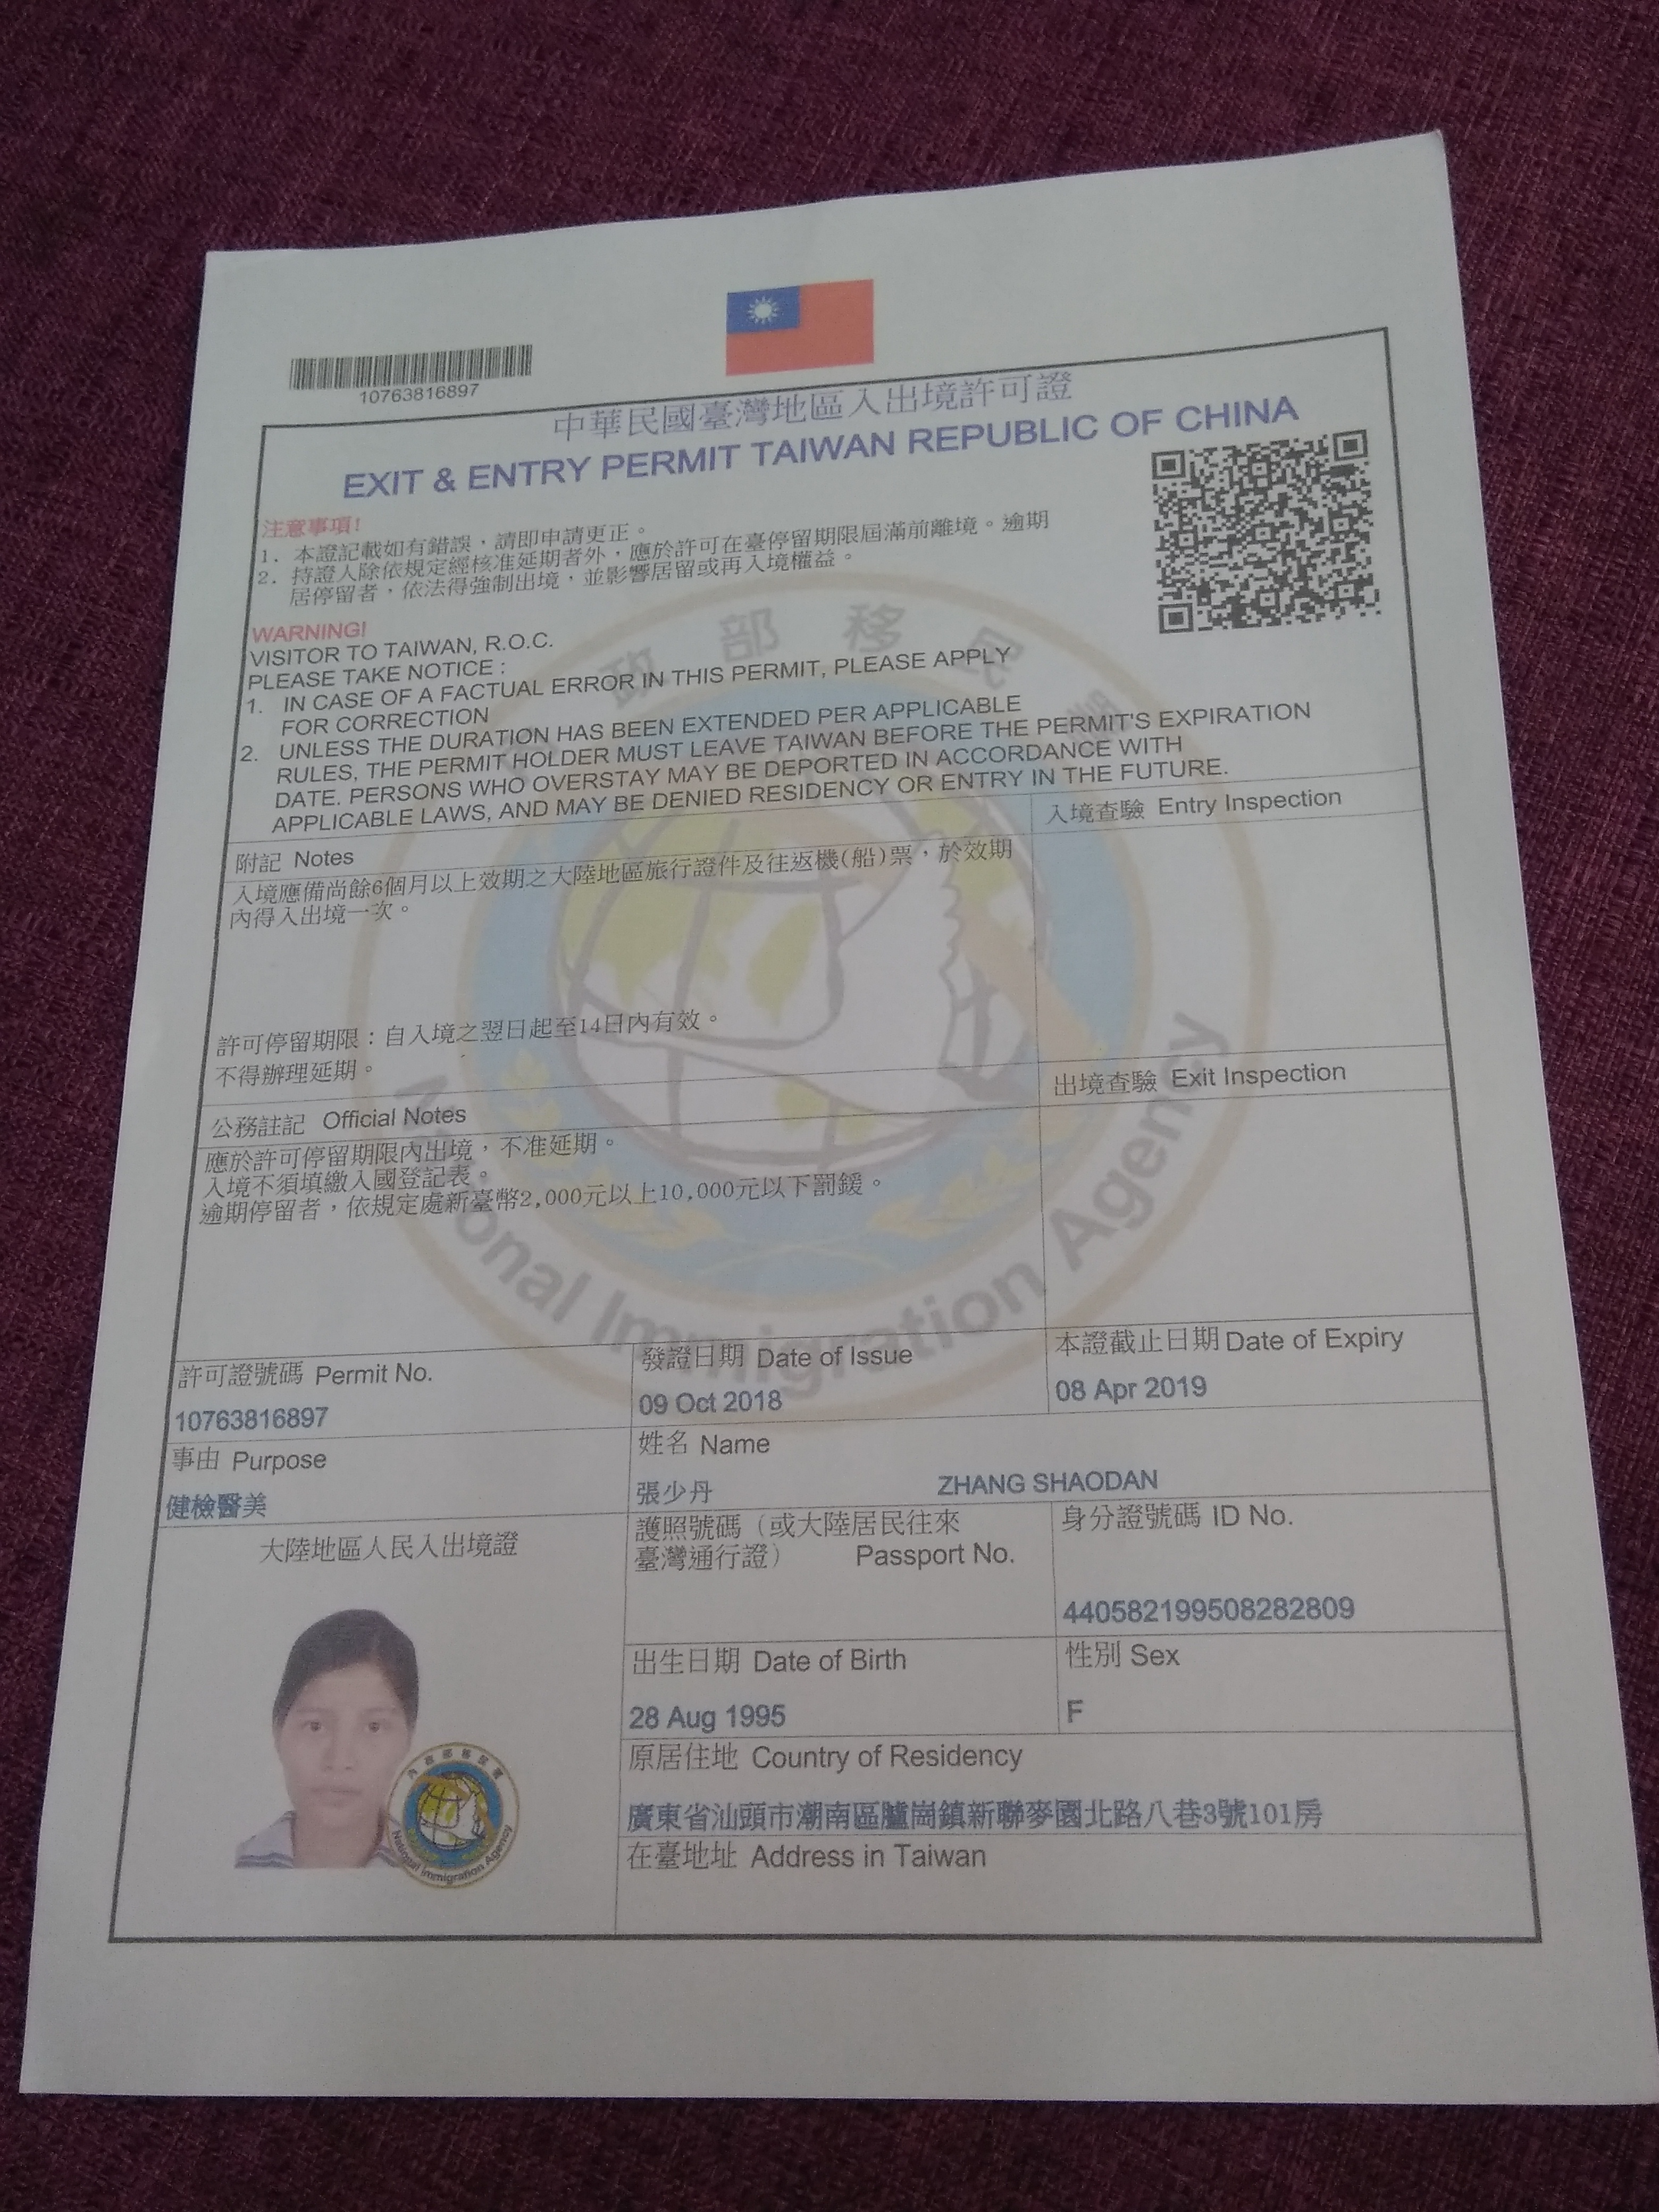 10763816897
中華民國臺灣地區入出境許可證
EXIT & ENTRY PERMIT TAIWAN REPUBLIC OF CHINA
注意事項!
1. 本證記載如有錯誤，請即申請更正。
2. 持證人除依規定經核准延期者外，應於許可在臺停留期限屆滿前離境。逾期
居停留者，依法得強制出境，並影響居留或再入境權益。
WARNING!
VISITOR TO TAIWAN, R.O.C.
PLEASE TAKE NOTICE :
1. IN CASE OF A FACTUAL ERROR IN THIS PERMIT, PLEASE APPLY
FOR CORRECTION
2. UNLESS THE DURATION HAS BEEN EXTENDED PER APPLICABLE
RULES, THE PERMIT HOLDER MUST LEAVE TAIWAN BEFORE THE PERMIT'S EXPIRATION
DATE. PERSONS WHO OVERSTAY MAY BE DEPORTED IN ACCORDANCE WITH
APPLICABLE LAWS, AND MAY BE DENIED RESIDENCY OR ENTRY IN THE FUTURE.
附記 Notes
入境應備尚餘6個月以上效期之大陸地區旅行證件及往返機(船)票，於效期
內得入出境一次。
許可停留期限：自入境之翌日起至14日內有效。
不得辦理延期。
入境查驗 Entry Inspection
公務註記 Official Notes
應於許可停留期限內出境，不准延期。
入境不須填繳入國登記表。
逾期停留者，依規定處新臺幣2,000元以上10,000元以下罰鍰。
出境查驗 Exit Inspection
政部移民署
National Immigration Agency
許可證號碼 Permit No.
10763816897
發證日期 Date of Issue
09 Oct 2018
本證截止日期 Date of Expiry
08 Apr 2019
事由 Purpose
健檢醫美
姓名 Name
張少丹 ZHANG SHAODAN
大陸地區人民入出境證
護照號碼（或大陸居民往來
臺灣通行證） Passport No.
身分證號碼 ID No.
440582199508282809
出生日期 Date of Birth
28 Aug 1995
性別 Sex
F
原居住地 Country of Residency
廣東省汕頭市潮南區臚崗鎮新聯麥園北路八巷3號101房
在臺地址 Address in Taiwan
內政部移民署
National Immigration Agency